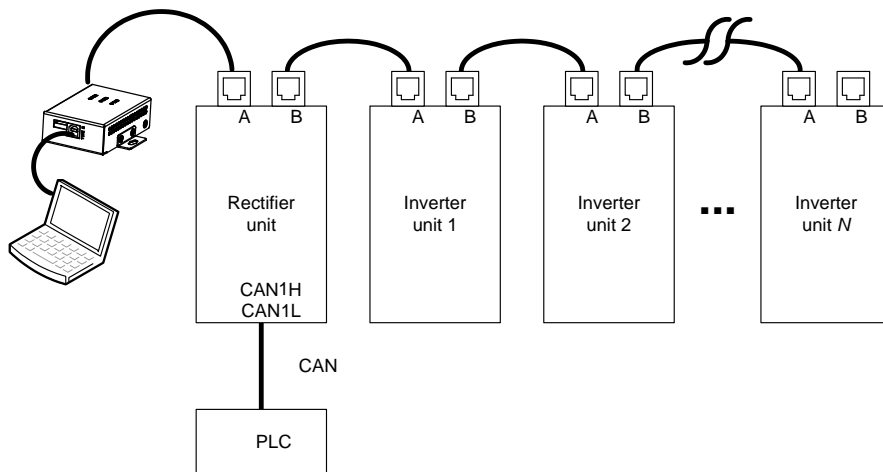 A B A B A B A B
Rectifier
unit
Inverter
unit 1
Inverter
unit 2
...
Inverter
unit N
CAN1H
CAN1L
CAN
PLC